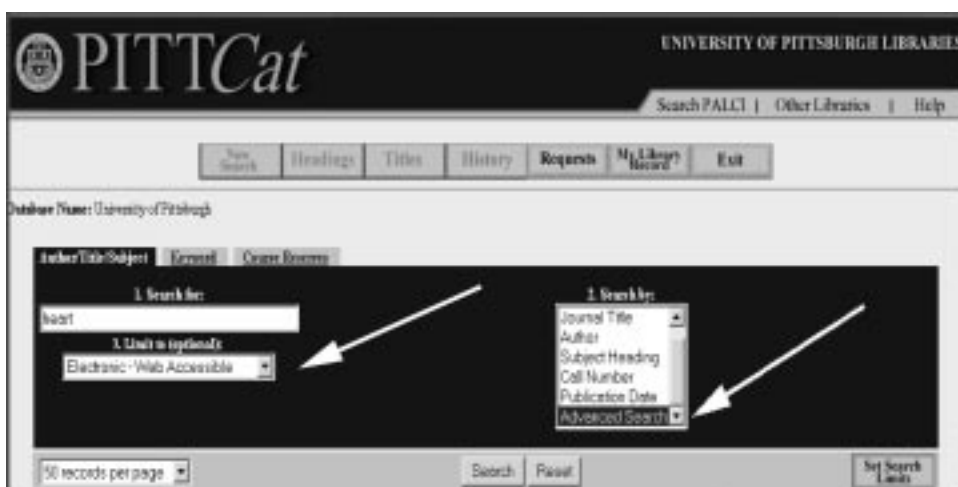 PITTCat
UNIVERSITY OF PITTSBURGH LIBRARIES
Search PALCI | Other Libraries | Help
New Search Headings Titles History Requests My Library Record Exit
Database Name: University of Pittsburgh
Author/Title/Subject Keyword Course Reserves
1. Search for:
heart
3. Limit to (optional):
Electronic - Web Accessible
2. Search by:
Journal Title
Author
Subject Heading
Call Number
Publication Date
Advanced Search
50 records per page Search Reset Set Search Limits